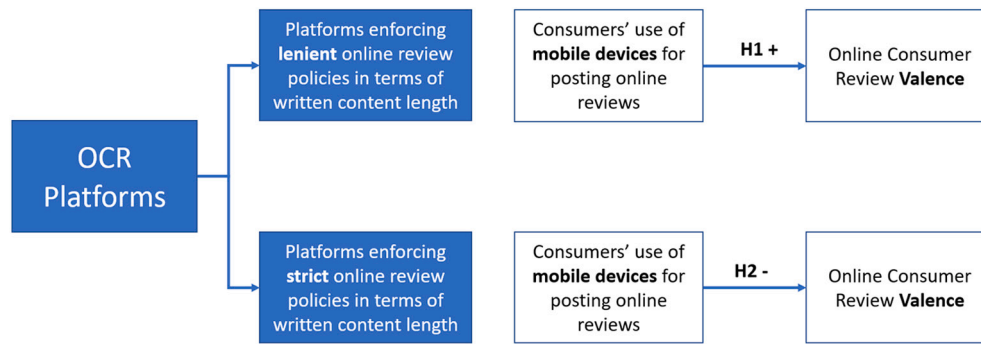 OCR
Platforms
Platforms enforcing
lenient online review
policies in terms of
written content length
Consumers’ use of
mobile devices for
posting online
reviews
H1 +
Online Consumer
Review Valence
Platforms enforcing
strict online review
policies in terms of
written content length
Consumers’ use of
mobile devices for
posting online
reviews
H2 -
Online Consumer
Review Valence